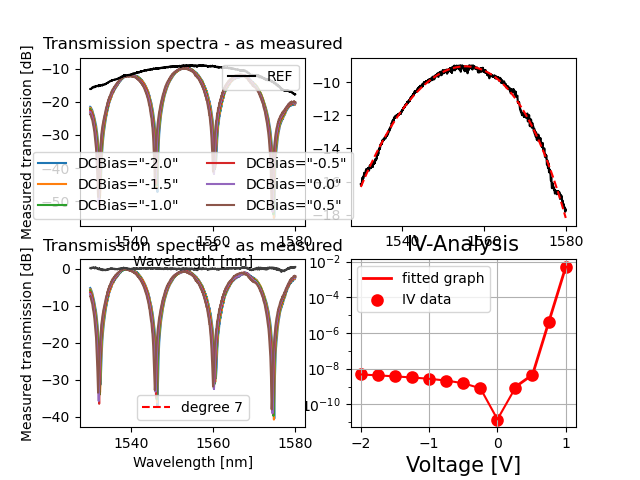 Transmission spectra - as measured
Measured transmission [dB]
−10
−20
−30
−40
−50
REF
DCBias="-2.0"
DCBias="-1.5"
DCBias="-1.0"
DCBias="-0.5"
DCBias="0.0"
DCBias="0.5"
1540
1560
1580
Wavelength [nm]
−10
−12
−14
−16
−18
1540
1560
1580
Transmission spectra - as measured
Measured transmission [dB]
0
−10
−20
−30
−40
degree 7
1540
1560
1580
Wavelength [nm]
IV-Analysis
fitted graph
IV data
10−2
10−4
10−6
10−8
10−10
−2
−1
0
1
Voltage [V]